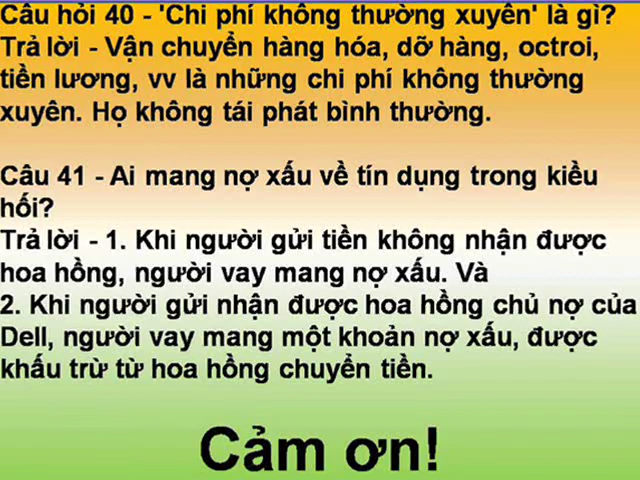 Câu hỏi 40 - 'Chi phí không thường xuyên' là gì?
Trả lời - Vận chuyển hàng hóa, dỡ hàng, octroi,
tiền lương, vv là những chi phí không thường
xuyên. Họ không tái phát bình thường.
Câu 41 - Ai mang nợ xấu về tín dụng trong kiều
hối?
Trả lời - 1. Khi người gửi tiền không nhận được
hoa hồng, người vay mang nợ xấu. Và
2. Khi người gửi nhận được hoa hồng chủ nợ của
Dell, người vay mang một khoản nợ xấu, được
khấu trừ từ hoa hồng chuyển tiền.
Cảm ơn!